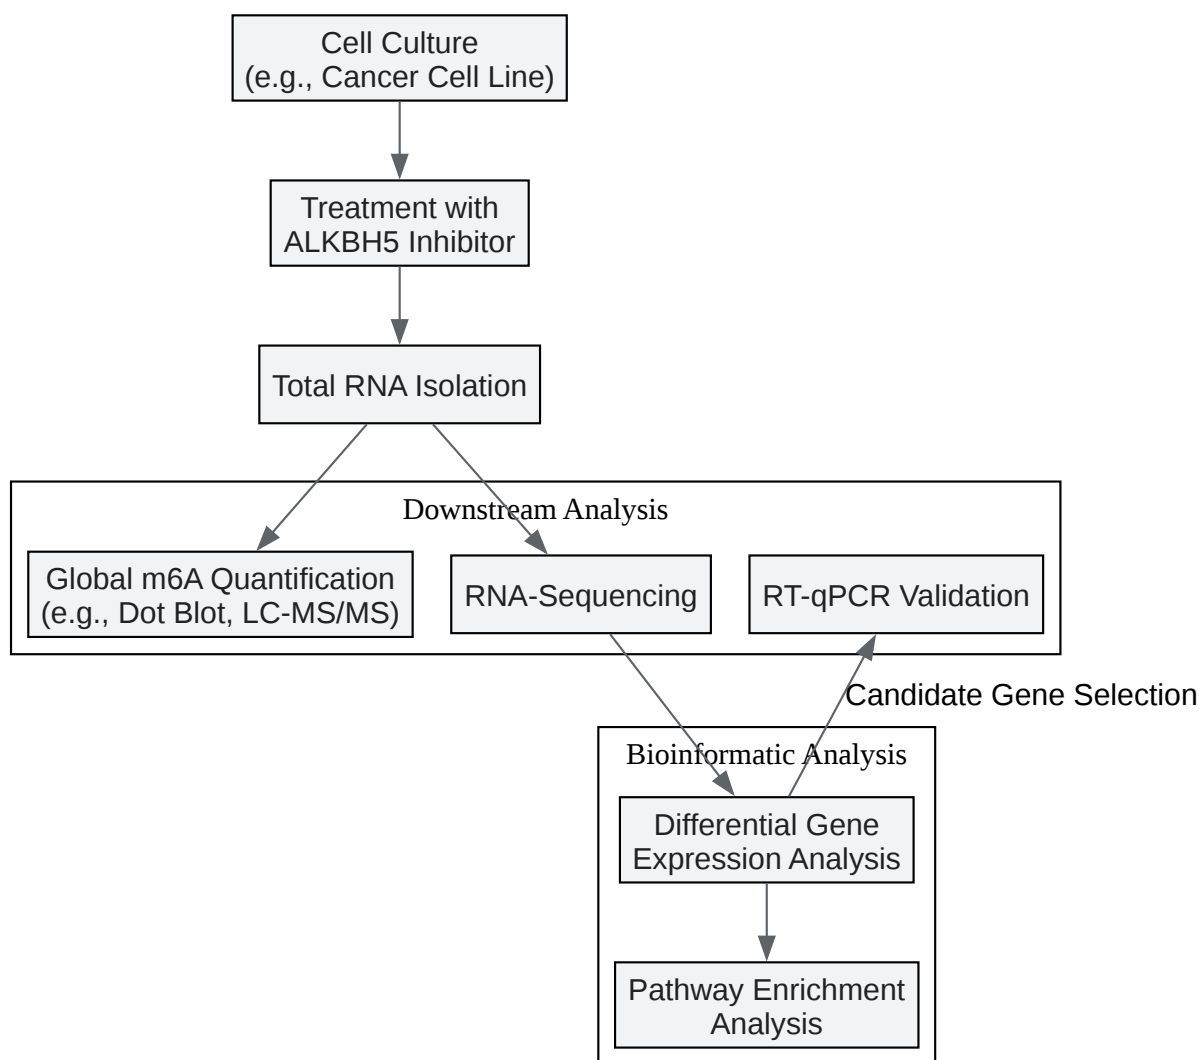 Cell Culture
(e.g., Cancer Cell Line)
Treatment with
ALKBH5 Inhibitor
Total RNA Isolation
Downstream Analysis
Global m6A Quantification
(e.g., Dot Blot, LC-MS/MS)
RNA-Sequencing
RT-qPCR Validation
Candidate Gene Selection
Bioinformatic Analysis
Differential Gene
Expression Analysis
Pathway Enrichment
Analysis